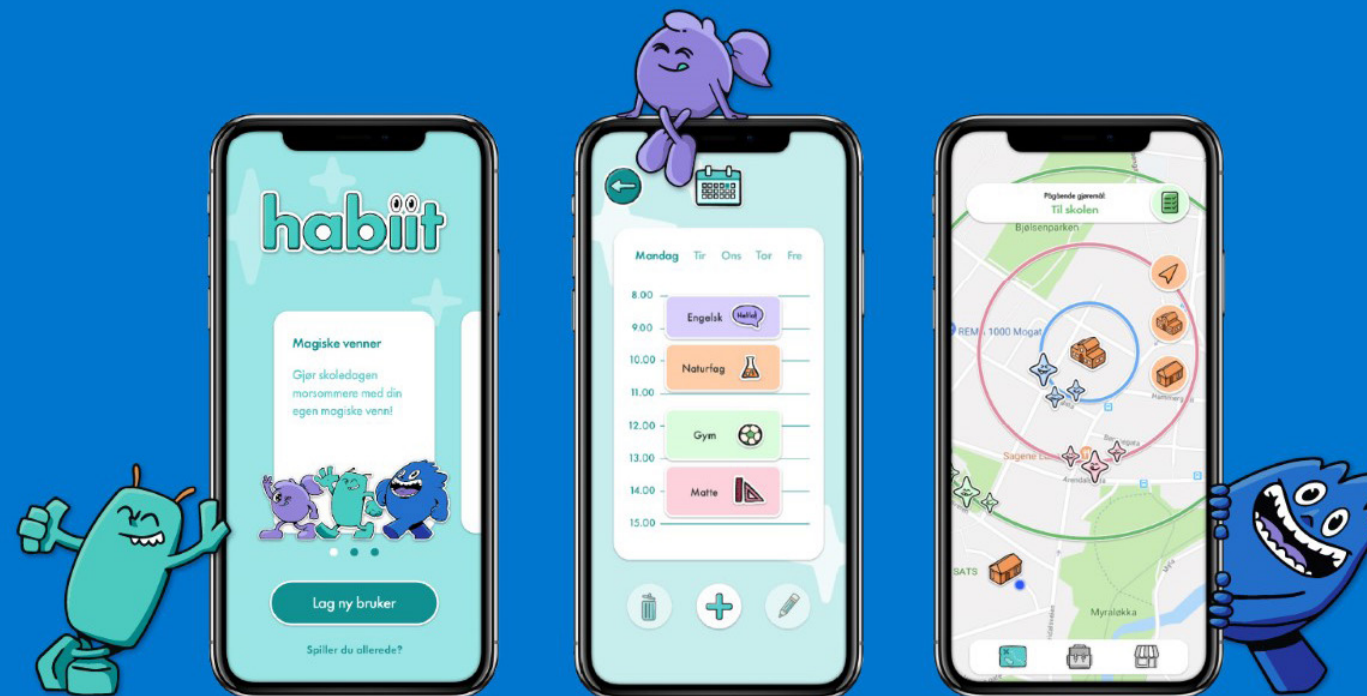 habiit
Magiske venner
Gjør skoledagen
morsommere med din
egen magiske venn!
Lag ny bruker
Spiller du allerede?
Mandag Tir Ons Tor Fre
8.00
Engelsk Hello!
9.00
10.00
Naturfag
11.00
12.00
Gym
13.00
14.00
Matte
15.00
Pågående gjøremål:
Til skolen
Bjølsenparken
REMA 1000 Mogat
Sagene
Arendalsgata
SATS
Myraløkka